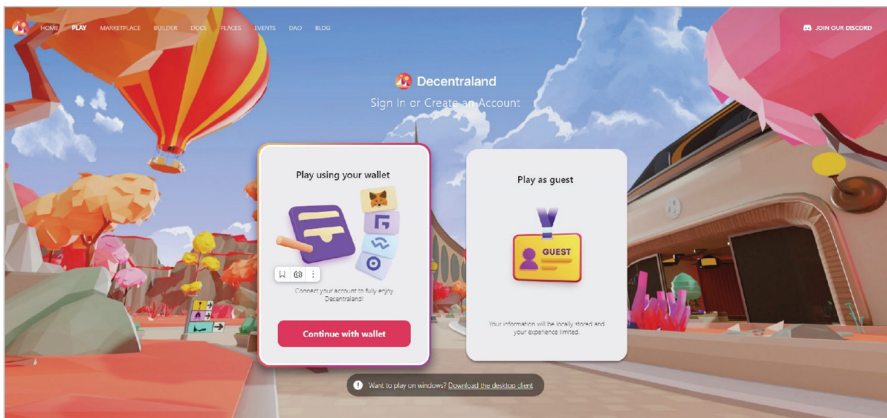 HOME PLAY MARKETPLACE BUILDER DOCS PLACES EVENTS DAO BLOG
JOIN OUR DISCORD
Decentraland
Sign In or Create an Account
Play using your wallet
Connect your account to fully enjoy
Decentraland!
Continue with wallet
Play as guest
GUEST
Your information will be locally stored and
your experience limited.
Want to play on windows? Download the desktop client